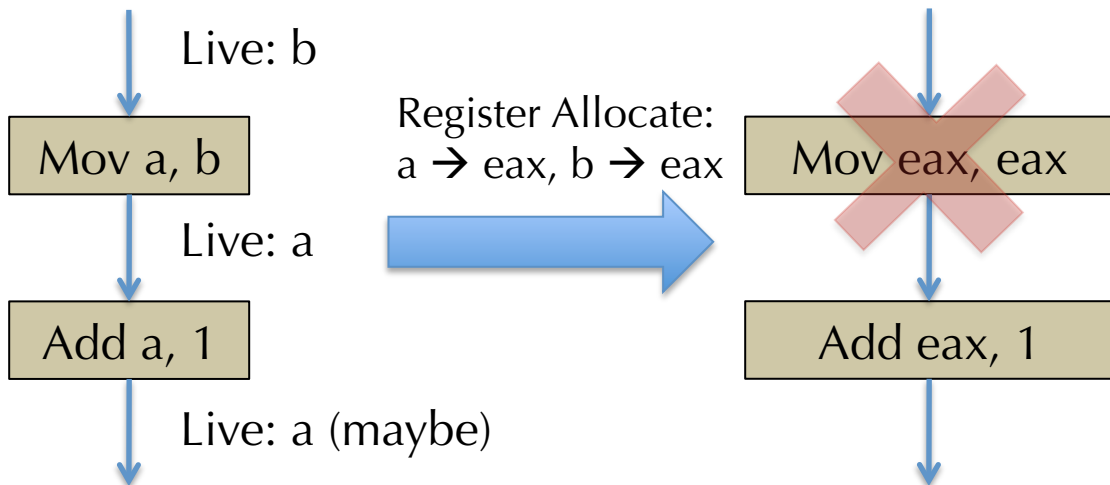 Live: b
Mov a, b
Live: a
Add a, 1
Live: a (maybe)
Register Allocate:
a → eax, b → eax
Mov eax, eax
Add eax, 1